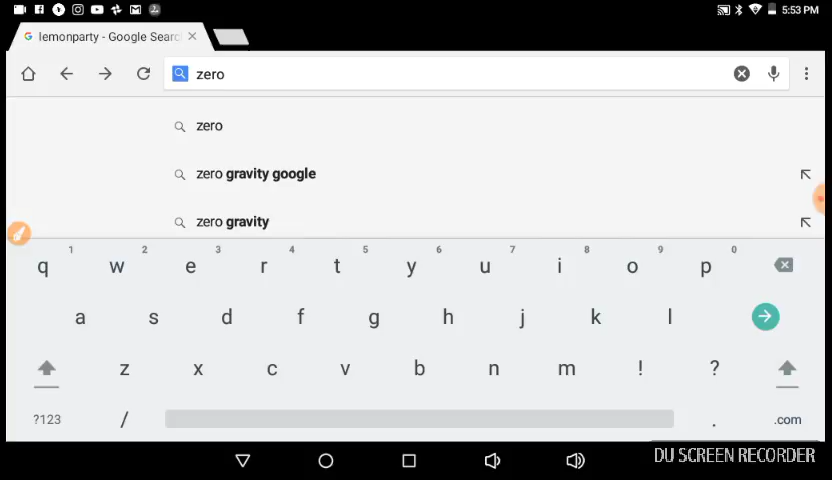 5:53 PM
lemonparty - Google Searc
zero
zero
zero gravity google
zero gravity
1 2 3 4 5 6 7 8 9 0
q w e r t y u i o p
a s d f g h j k l
z x c v b n m ! ?
?123 / . .com
DU SCREEN RECORDER